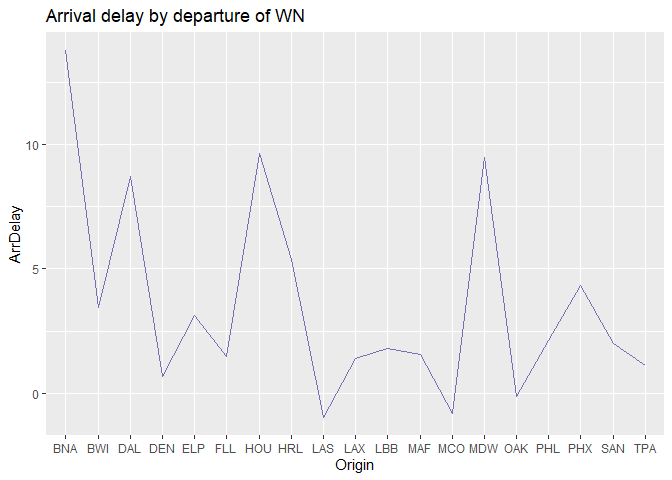 Arrival delay by departure of WN
10
5
0
ArrDelay
BNA BWI DAL DEN ELP FLL HOU HRL LAS LAX LBB MAF MCO MDW OAK PHL PHX SAN TPA
Origin